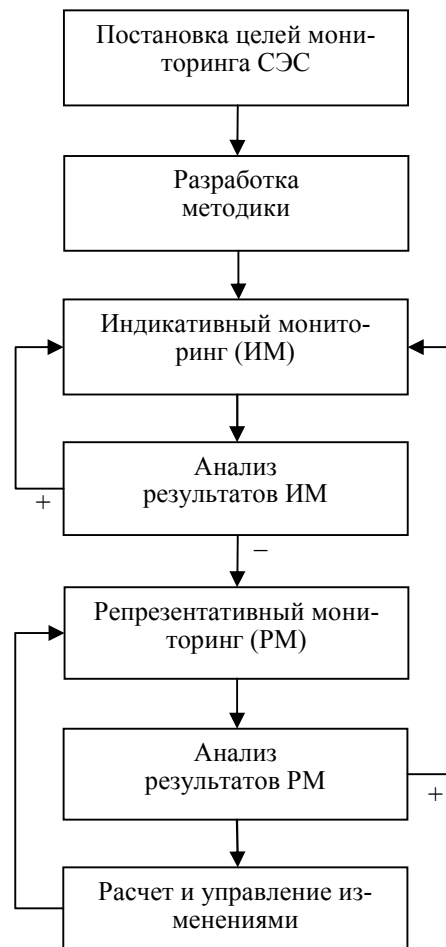 Постановка целей мони-
торинга СЭС
Разработка
методики
Индикативный монито-
ринг (ИМ)
Анализ
результатов ИМ
+
–
Репрезентативный мони-
торинг (РМ)
Анализ
результатов РМ
+
Расчет и управление из-
менениями